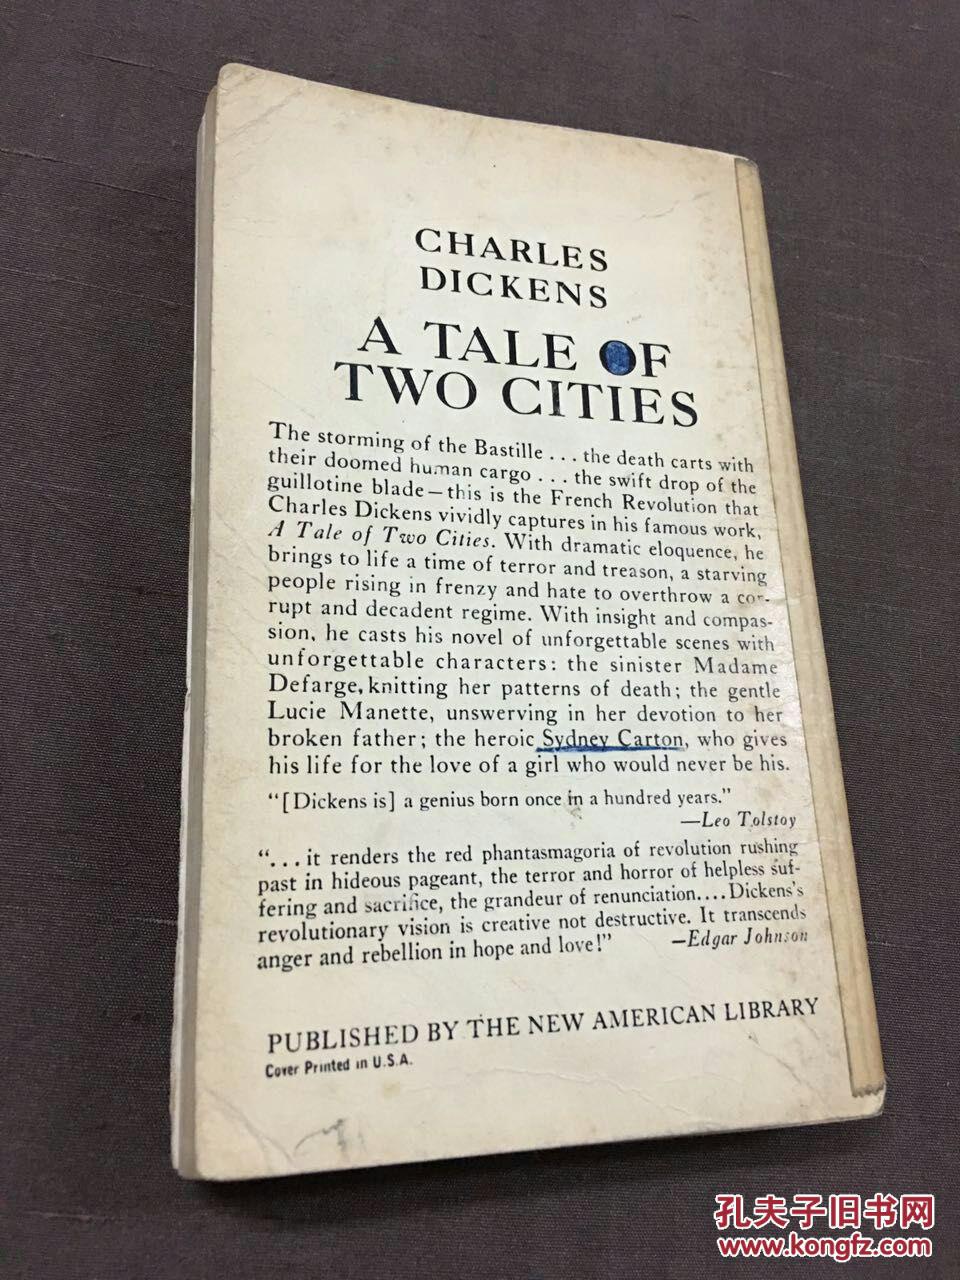 CHARLES
DICKENS
A TALE OF
TWO CITIES
The storming of the Bastille . . . the death carts with
their doomed human cargo . . . the swift drop of the
guillotine blade—this is the French Revolution that
Charles Dickens vividly captures in his famous work,
A Tale of Two Cities. With dramatic eloquence, he
brings to life a time of terror and treason, a starving
people rising in frenzy and hate to overthrow a cor-
rupt and decadent regime. With insight and compas-
sion, he casts his novel of unforgettable scenes with
unforgettable characters: the sinister Madame
Defarge, knitting her patterns of death; the gentle
Lucie Manette, unswerving in her devotion to her
broken father; the heroic Sydney Carton, who gives
his life for the love of a girl who would never be his.
"[Dickens is] a genius born once in a hundred years."
—Leo Tolstoy
"...it renders the red phantasmagoria of revolution rushing
past in hideous pageant, the terror and horror of helpless suf-
fering and sacrifice, the grandeur of renunciation....Dickens's
revolutionary vision is creative not destructive. It transcends
anger and rebellion in hope and love!" —Edgar Johnson
PUBLISHED BY THE NEW AMERICAN LIBRARY
Cover Printed in U.S.A.
孔夫子旧书网
www.kongfz.com